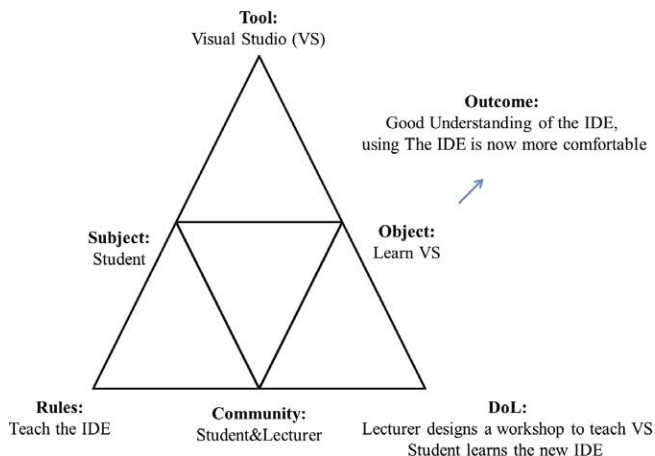 Tool:
Visual Studio (VS)
Outcome:
Good Understanding of the IDE,
using The IDE is now more comfortable
Subject:
Student
Object:
Learn VS
Rules:
Teach the IDE
Community:
Student&Lecturer
DoL:
Lecturer designs a workshop to teach VS
Student learns the new IDE